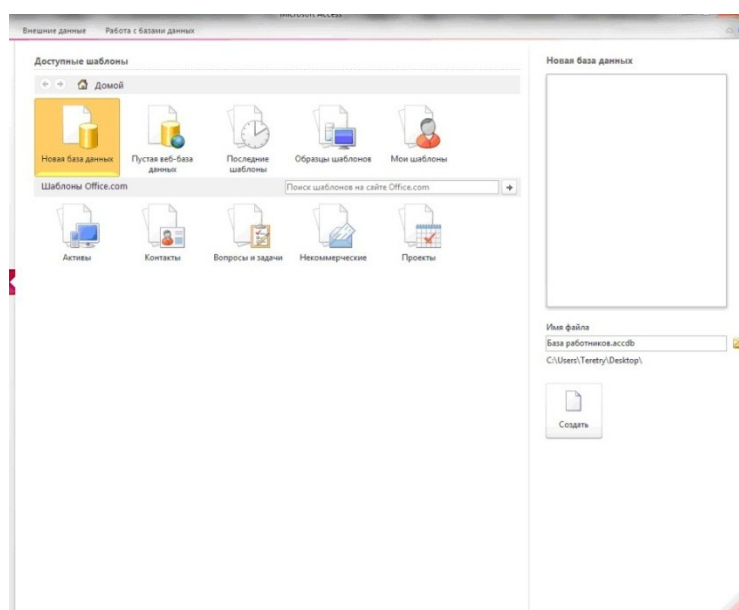 Microsoft Access
Внешние данные Работа с базами данных
Доступные шаблоны
Домой
Новая база данных
Пустая веб-база данных
Последние шаблоны
Образцы шаблонов
Мои шаблоны
Шаблоны Office.com
Поиск шаблонов на сайте Office.com
Активы
Контакты
Вопросы и задачи
Некоммерческие
Проекты
Новая база данных
Имя файла
База работников.accdb
C:\Users\Teretry\Desktop\
Создать